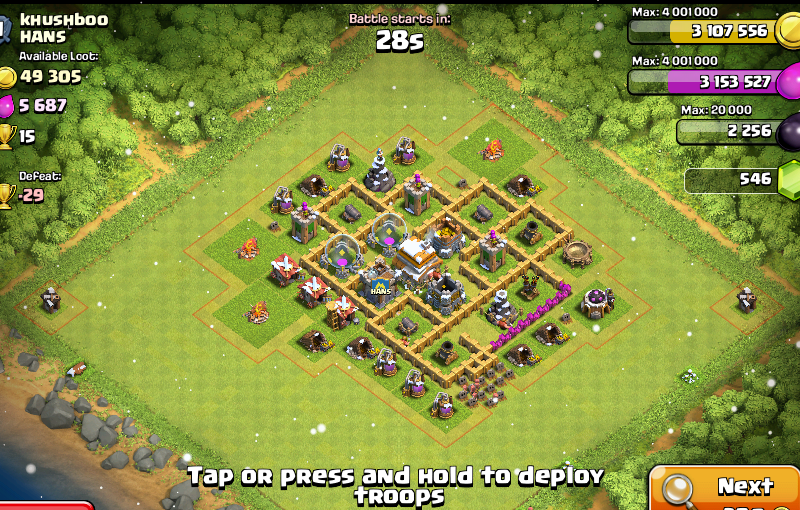 khushboo
HANS
Available Loot:
49 305
5 687
15
Defeat:
-29
Battle starts in:
28s
Max: 4 001 000
3 107 556
Max: 4 001 000
3 153 527
Max: 20 000
2 256
546
HANS
Tap or press and hold to deploy
troops
Next